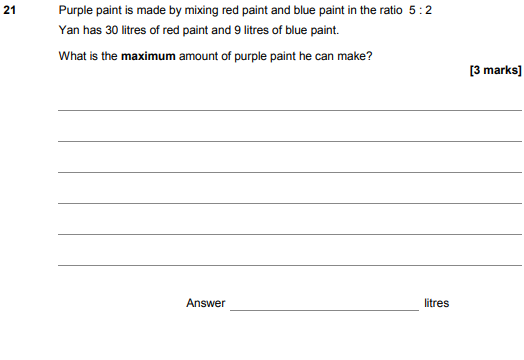 21 Purple paint is made by mixing red paint and blue paint in the ratio 5 : 2
Yan has 30 litres of red paint and 9 litres of blue paint.
What is the maximum amount of purple paint he can make?
[3 marks]
Answer litres